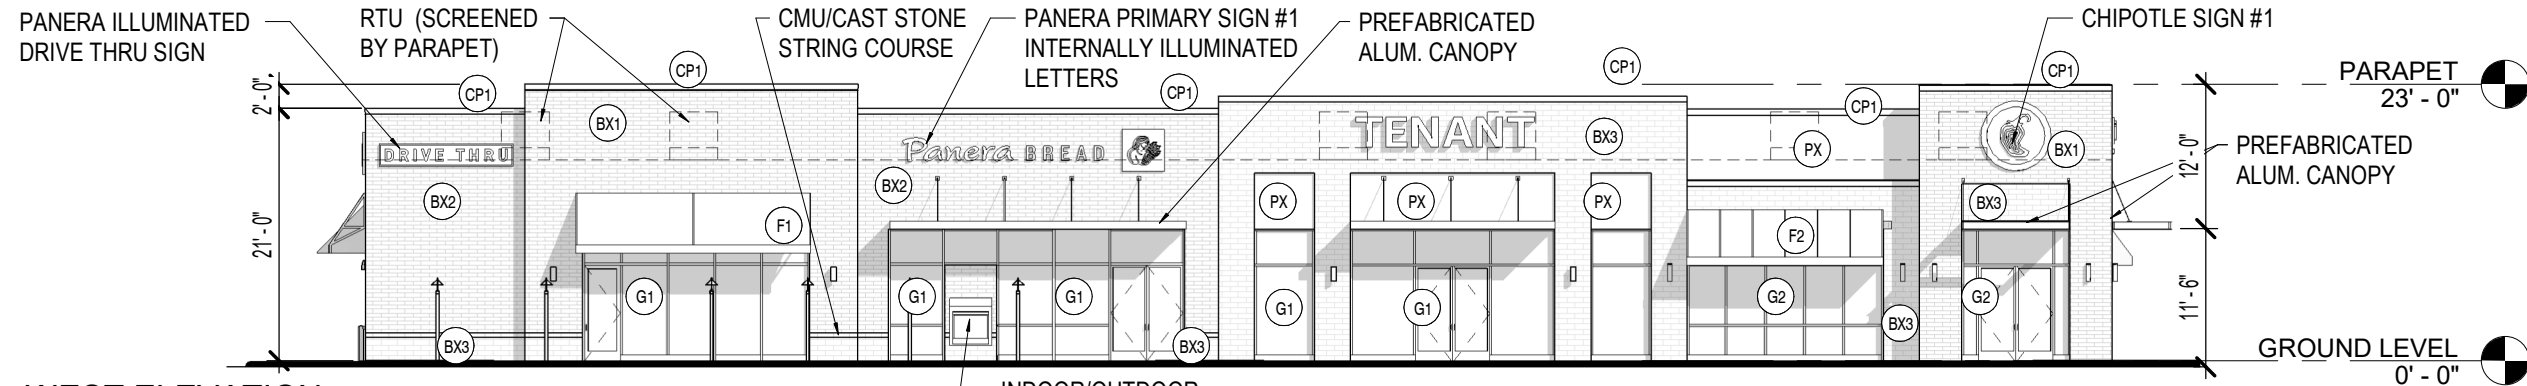 PANERA ILLUMINATED
DRIVE THRU SIGN
RTU (SCREENED
BY PARAPET)
CMU/CAST STONE
STRING COURSE
PANERA PRIMARY SIGN #1
INTERNALLY ILLUMINATED
LETTERS
PREFABRICATED
ALUM. CANOPY
CHIPOTLE SIGN #1
PARAPET
23' - 0"
PREFABRICATED
ALUM. CANOPY
2' - 0"
21' - 0"
12' - 0"
11' - 6"
CP1
CP1
CP1
CP1
CP1
CP1
BX1
DRIVE THRU
Panera BREAD
TENANT
BX3
PX
BX1
BX2
BX2
F1
PX
PX
PX
F2
BX3
G1
G1
G1
G1
G1
G2
G2
BX3
BX3
BX3
GROUND LEVEL
0' - 0"
WEST ELEVATION
INDOOR/OUTDOOR